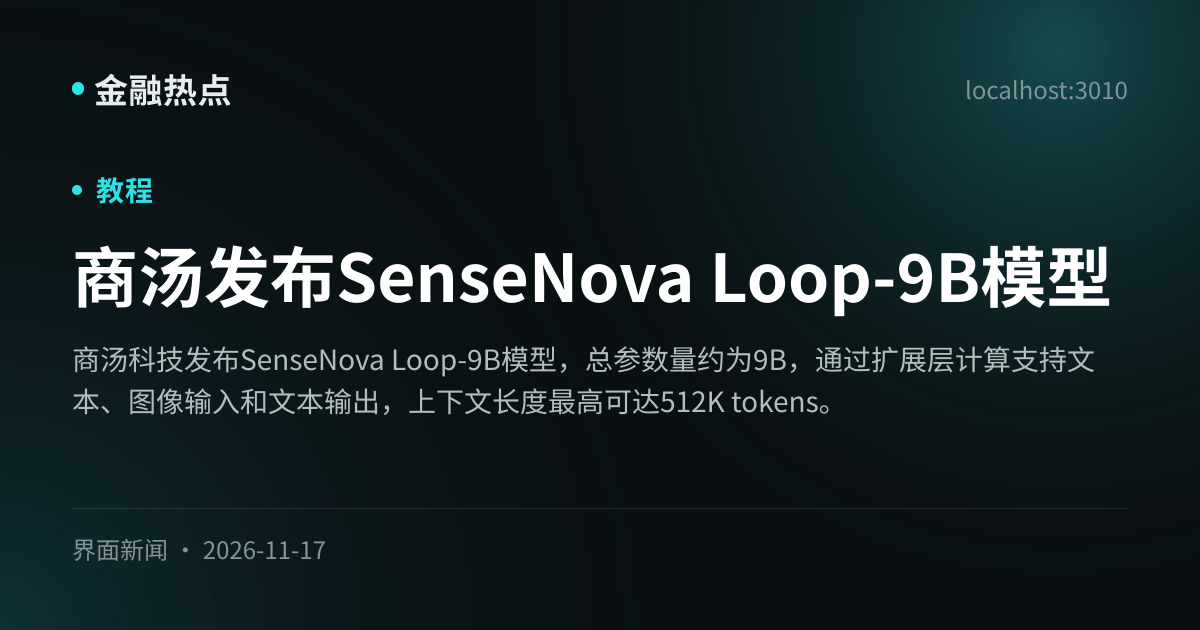 金融热点
localhost:3010
教程
商汤发布SenseNova Loop-9B模型
商汤科技发布SenseNova Loop-9B模型，总参数量约为9B，通过扩展层计算支持文
本、图像输入和文本输出，上下文长度最高可达512K tokens。
界面新闻 • 2026-11-17